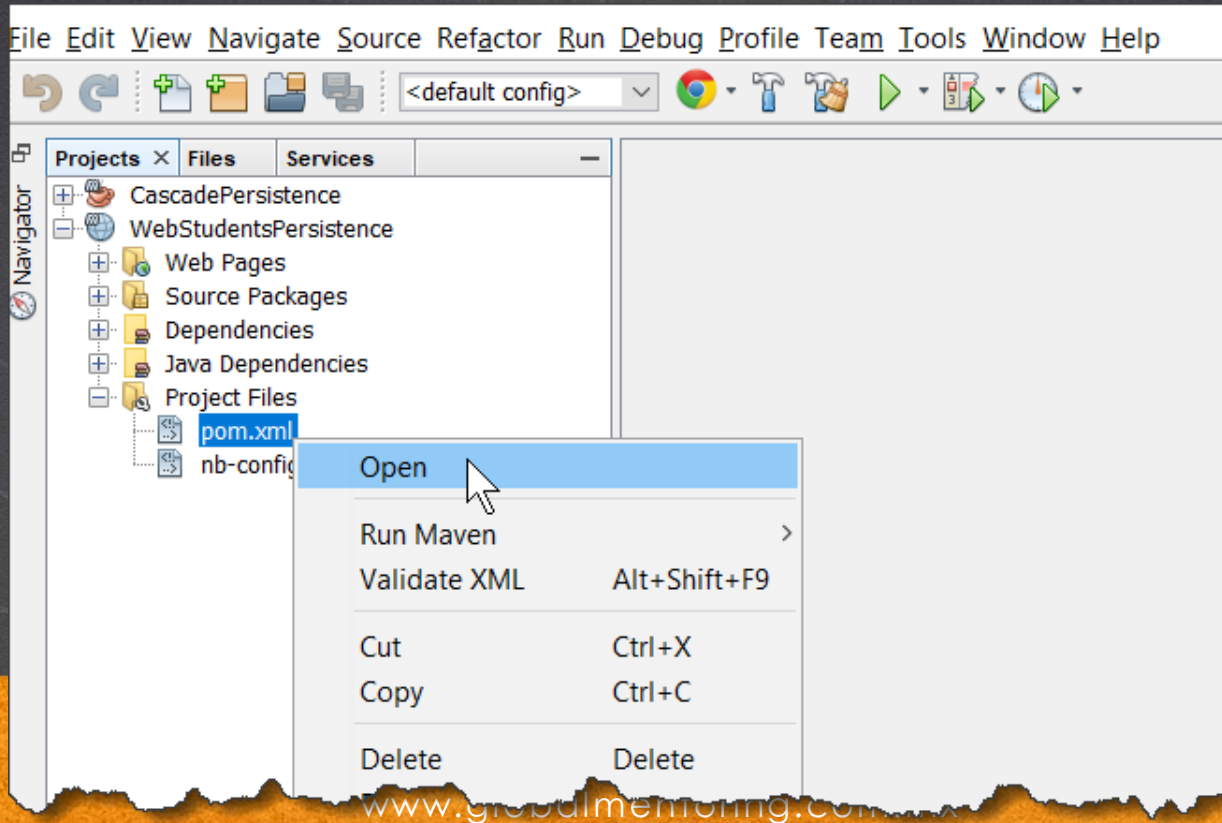 File Edit View Navigate Source Refactor Run Debug Profile Team Tools Window Help
<default config>
Projects Files Services
Navigator
CascadePersistence
WebStudentsPersistence
Web Pages
Source Packages
Dependencies
Java Dependencies
Project Files
pom.xml
nb-config
Open
Run Maven
Validate XML Alt+Shift+F9
Cut Ctrl+X
Copy Ctrl+C
Delete Delete